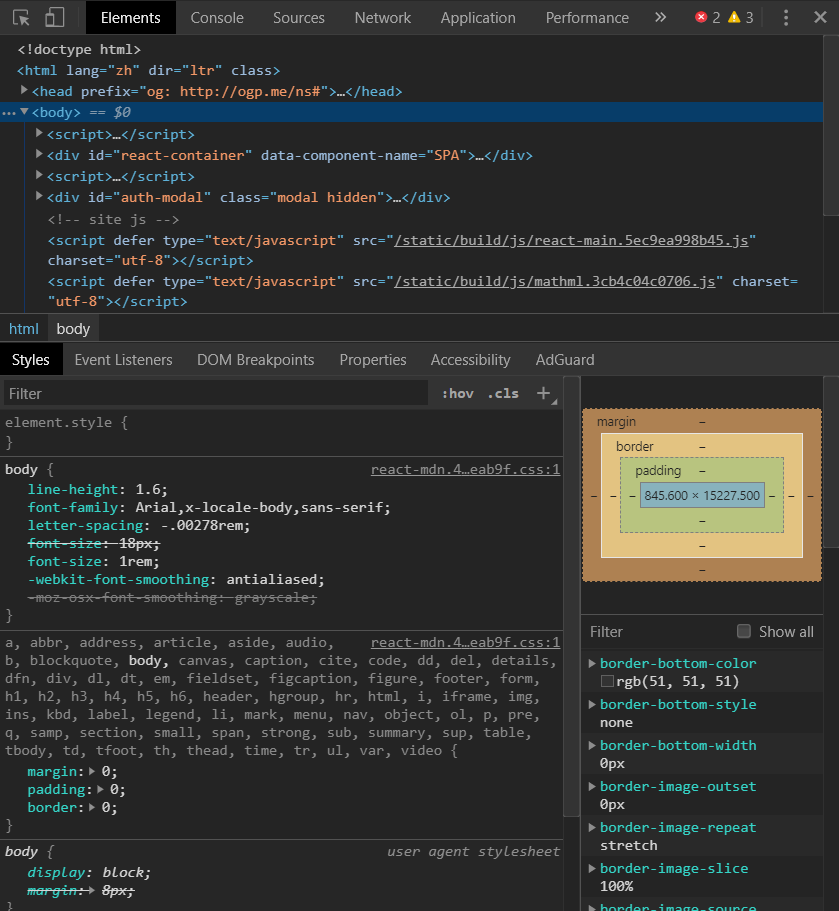 Elements Console Sources Network Application Performance » 2 3
<!doctype html>
<html lang="zh" dir="ltr" class>
<head prefix="og: http://ogp.me/ns#">…</head>
… <body> == $0
<script>…</script>
<div id="react-container" data-component-name="SPA">…</div>
<script>…</script>
<div id="auth-modal" class="modal hidden">…</div>
<!-- site js -->
<script defer type="text/javascript" src="/static/build/js/react-main.5ec9ea998b45.js"
charset="utf-8"></script>
<script defer type="text/javascript" src="/static/build/js/mathml.3cb4c04c0706.js" charset=
"utf-8"></script>
html body
Styles Event Listeners DOM Breakpoints Properties Accessibility AdGuard
Filter :hov .cls +
element.style {
}
body { react-mdn.4…eab9f.css:1
line-height: 1.6;
font-family: Arial,x-locale-body,sans-serif;
letter-spacing: -.00278rem;
font-size: 18px;
font-size: 1rem;
-webkit-font-smoothing: antialiased;
-moz-osx-font-smoothing: grayscale;
}
a, abbr, address, article, aside, audio, react-mdn.4…eab9f.css:1
b, blockquote, body, canvas, caption, cite, code, dd, del, details,
dfn, div, dl, dt, em, fieldset, figcaption, figure, footer, form,
h1, h2, h3, h4, h5, h6, header, hgroup, hr, html, i, iframe, img,
ins, kbd, label, legend, li, mark, menu, nav, object, ol, p, pre,
q, samp, section, small, span, strong, sub, summary, sup, table,
tbody, td, tfoot, th, thead, time, tr, ul, var, video {
margin: 0;
padding: 0;
border: 0;
}
body { user agent stylesheet
display: block;
margin: 8px;
}
margin –
border –
padding –
– – – 845.600 × 15227.500 – – –
–
–
–
Filter Show all
border-bottom-color
rgb(51, 51, 51)
border-bottom-style
none
border-bottom-width
0px
border-image-outset
0px
border-image-repeat
stretch
border-image-slice
100%
border-image-source